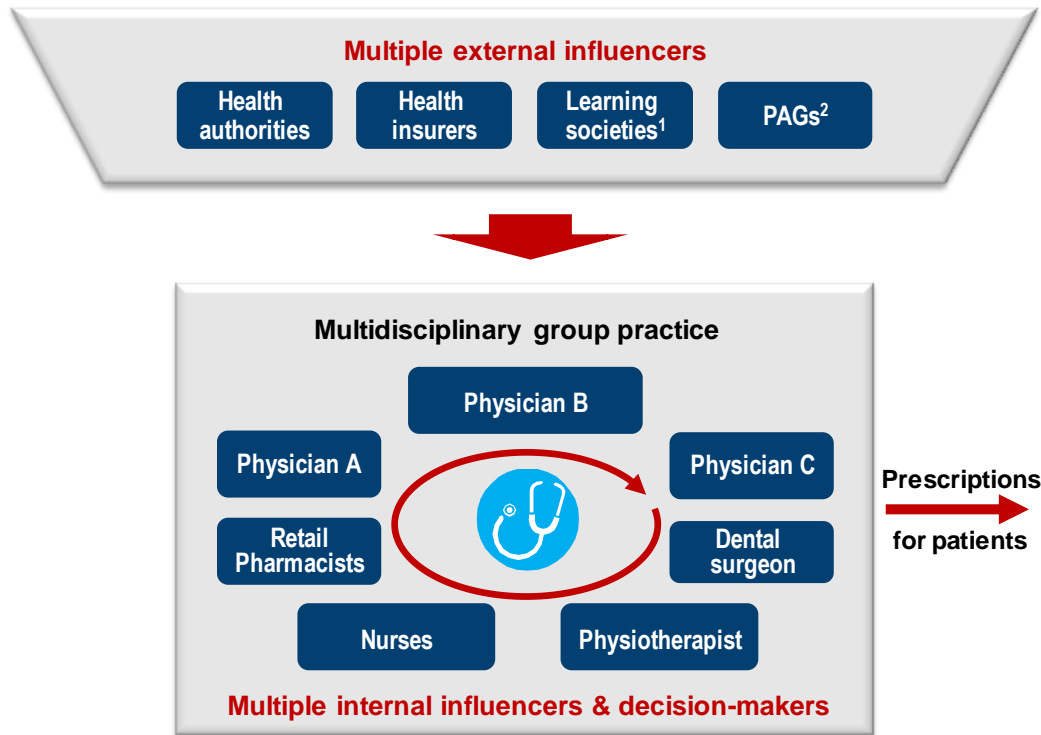 Multiple external influencers
Health
authorities
Health
insurers
Learning
societies¹
PAGs²
Multidisciplinary group practice
Physician B
Physician A
Physician C
Retail
Pharmacists
Dental
surgeon
Nurses
Physiotherapist
Multiple internal influencers & decision-makers
Prescriptions
for patients